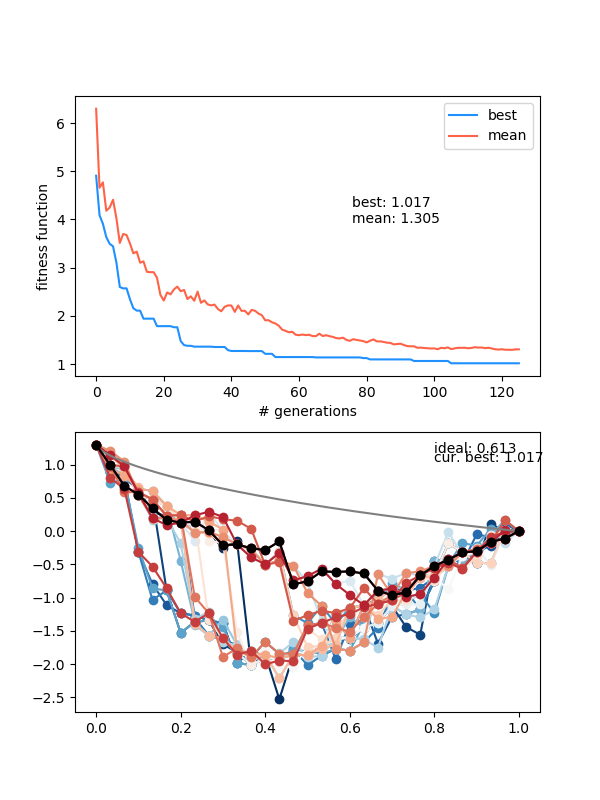 6
5
4
3
2
1
fitness function
best
mean
best: 1.017
mean: 1.305
0 20 40 60 80 100 120
# generations
1.0
0.5
0.0
−0.5
−1.0
−1.5
−2.0
−2.5
ideal: 0.613
cur. best: 1.017
0.0 0.2 0.4 0.6 0.8 1.0